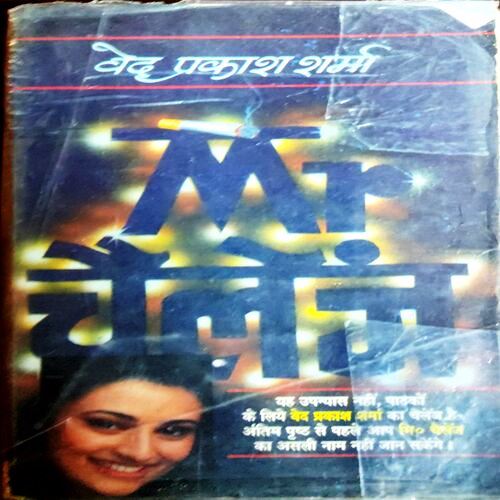 वेद प्रकाश शर्मा
Mr
चैलेंज
यह उपन्यास नहीं, पाठकों
के लिये वेद प्रकाश शर्मा का चैलेंज है-
अंतिम पृष्ठ से पहले आप मि० चैलेंज
का असली नाम नहीं जान सकेंगे।